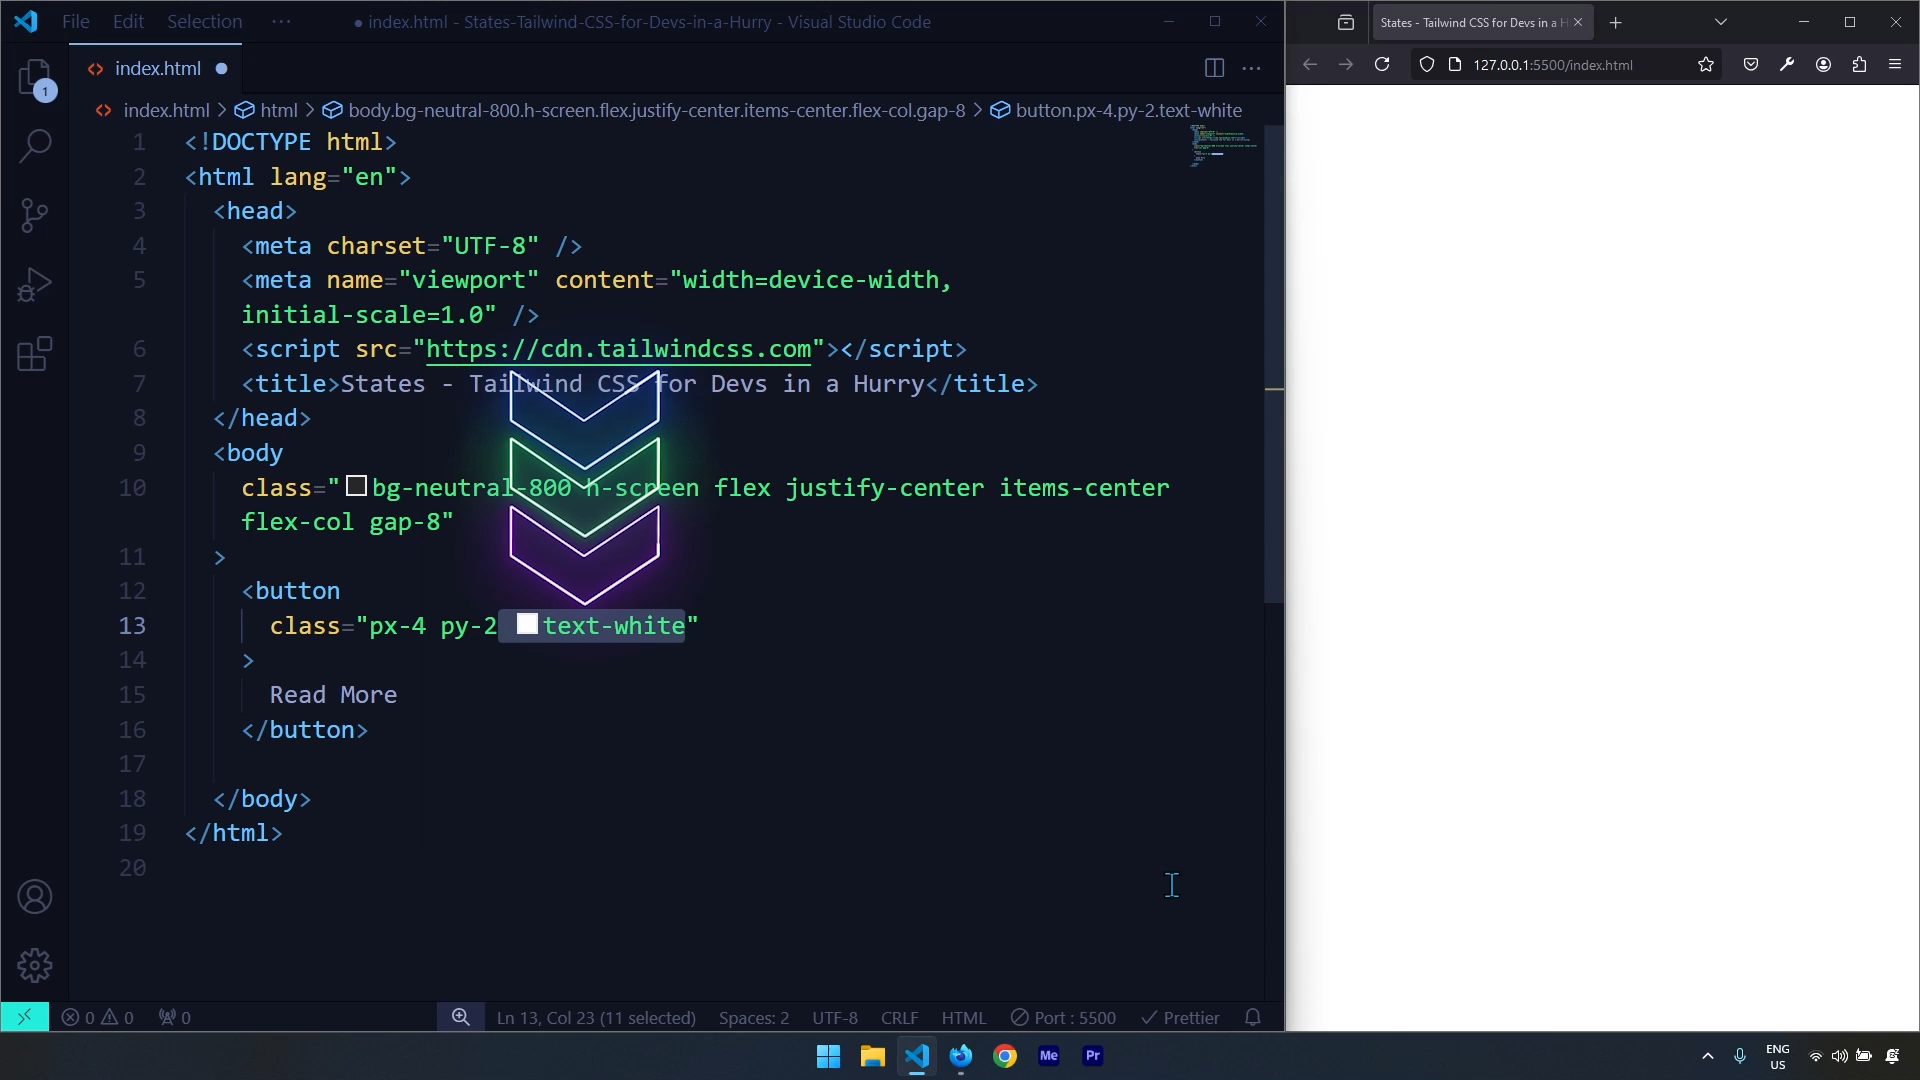 File Edit Selection ···
● index.html - States-Tailwind-CSS-for-Devs-in-a-Hurry - Visual Studio Code
States - Tailwind CSS for Devs in a H
index.html
127.0.0.1:5500/index.html
1
index.html > html > body.bg-neutral-800.h-screen.flex.justify-center.items-center.flex-col.gap-8 > button.px-4.py-2.text-white
1 <!DOCTYPE html>
2 <html lang="en">
3 <head>
4 <meta charset="UTF-8" />
5 <meta name="viewport" content="width=device-width,
initial-scale=1.0" />
6 <script src="https://cdn.tailwindcss.com"></script>
7 <title>States - Tailwind CSS for Devs in a Hurry</title>
8 </head>
9 <body
10 class="bg-neutral-800 h-screen flex justify-center items-center
flex-col gap-8"
11 >
12 <button
13 class="px-4 py-2 text-white"
14 >
15 Read More
16 </button>
17
18 </body>
19 </html>
20
0 0 0 Ln 13, Col 23 (11 selected) Spaces: 2 UTF-8 CRLF HTML Port : 5500 Prettier
Me Pr ENG
US